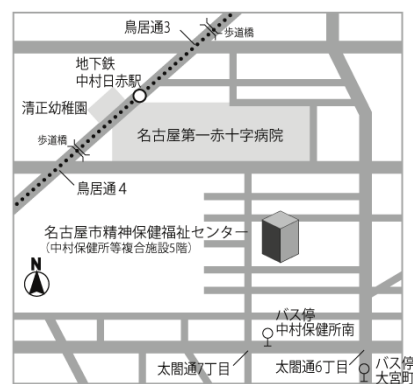 鳥居通3
歩道橋
地下鉄
中村日赤駅
清正幼稚園
歩道橋
名古屋第一赤十字病院
鳥居通4
名古屋市精神保健福祉センター
(中村保健所等複合施設5階)
N
バス停
中村保健所南
太閤通7丁目
太閤通6丁目
バス停
大宮町